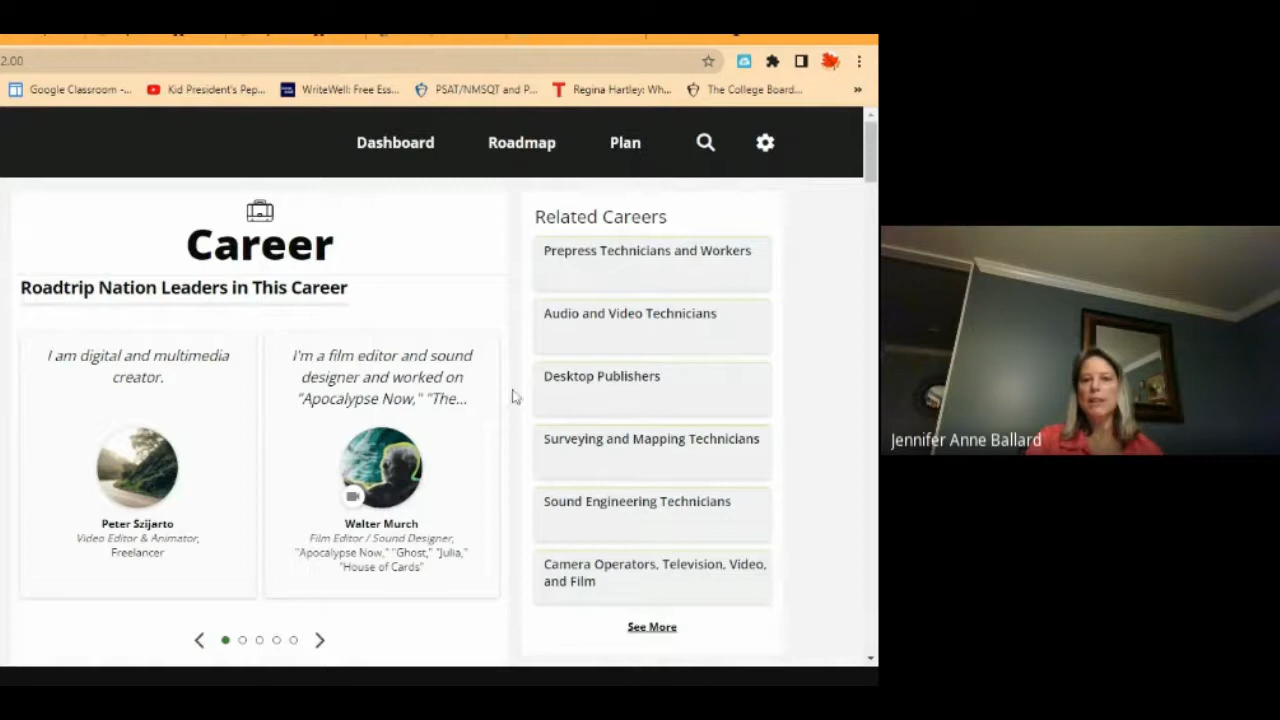 2.00
Google Classroom -...
Kid President's Pep...
WriteWell: Free Ess...
PSAT/NMSQT and P...
Regina Hartley: Wh...
The College Board...
»
Dashboard
Roadmap
Plan
Career
Roadtrip Nation Leaders in This Career
I am digital and multimedia
creator.
Peter Szijarto
Video Editor & Animator,
Freelancer
I'm a film editor and sound
designer and worked on
"Apocalypse Now," "The...
Walter Murch
Film Editor / Sound Designer,
"Apocalypse Now," "Ghost," "Julia,"
"House of Cards"
Related Careers
Prepress Technicians and Workers
Audio and Video Technicians
Desktop Publishers
Surveying and Mapping Technicians
Sound Engineering Technicians
Camera Operators, Television, Video,
and Film
See More
Jennifer Anne Ballard